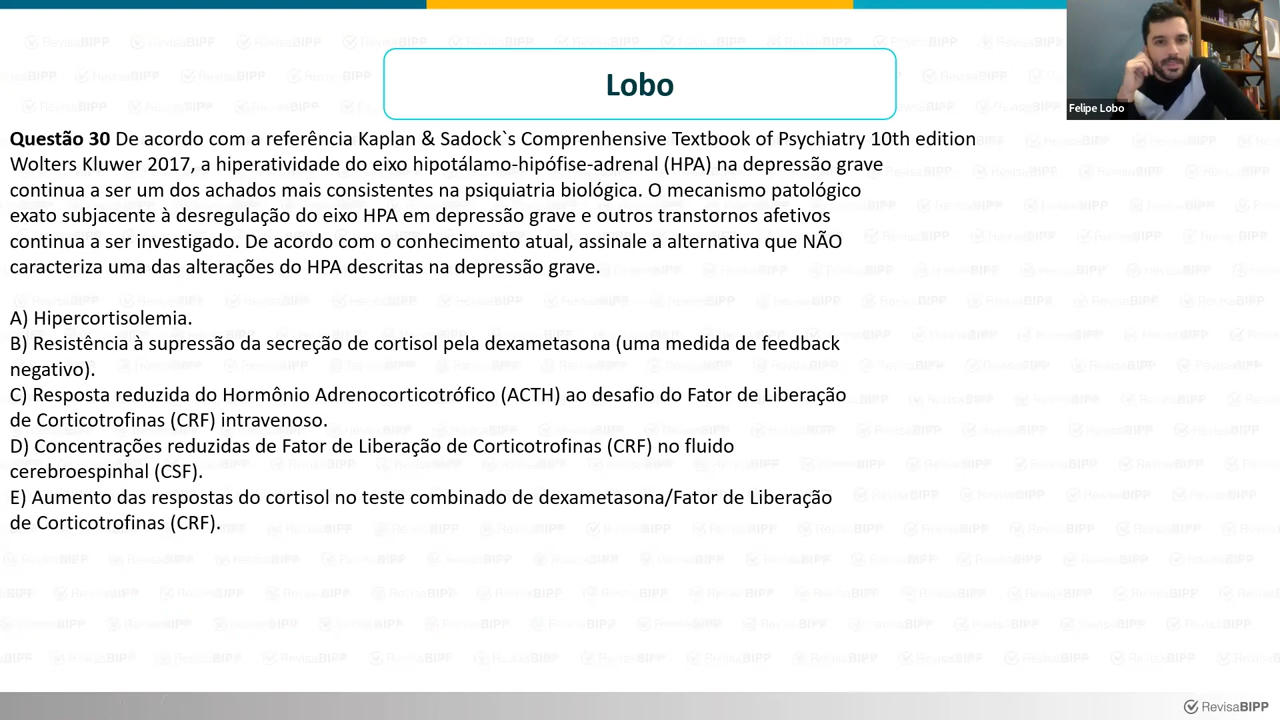 Lobo
Felipe Lobo
Questão 30 De acordo com a referência Kaplan & Sadock`s Comprenhensive Textbook of Psychiatry 10th edition
Wolters Kluwer 2017, a hiperatividade do eixo hipotálamo-hipófise-adrenal (HPA) na depressão grave
continua a ser um dos achados mais consistentes na psiquiatria biológica. O mecanismo patológico
exato subjacente à desregulação do eixo HPA em depressão grave e outros transtornos afetivos
continua a ser investigado. De acordo com o conhecimento atual, assinale a alternativa que NÃO
caracteriza uma das alterações do HPA descritas na depressão grave.
A) Hipercortisolemia.
B) Resistência à supressão da secreção de cortisol pela dexametasona (uma medida de feedback
negativo).
C) Resposta reduzida do Hormônio Adrenocorticotrófico (ACTH) ao desafio do Fator de Liberação
de Corticotrofinas (CRF) intravenoso.
D) Concentrações reduzidas de Fator de Liberação de Corticotrofinas (CRF) no fluido
cerebroespinhal (CSF).
E) Aumento das respostas do cortisol no teste combinado de dexametasona/Fator de Liberação
de Corticotrofinas (CRF).
RevisaBIPP